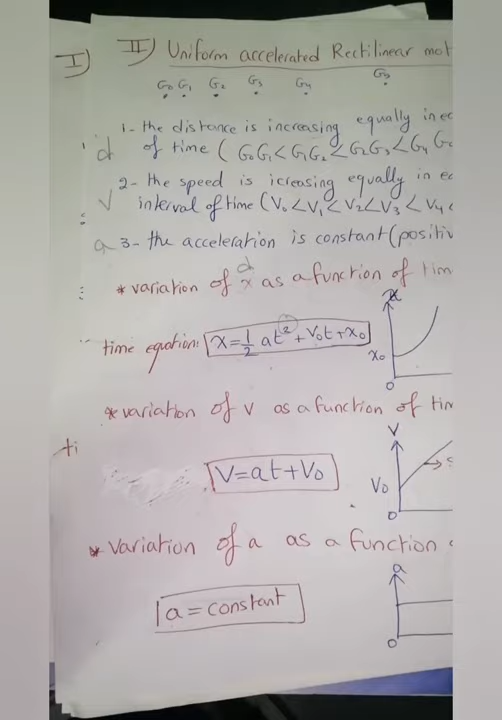 I)
II) Uniform accelerated Rectilinear mot
G₀ G₁ G₂ G₃ G₄ G₅
1- the distance is increasing equally in
d of time ( G₀G₁<G₁G₂<G₂G₃<G₄
2- the speed is icreasing equally in
V interval of time (V₀<V₁<V₂<V₃<V₄<
a 3- the acceleration is constant (positiv
d
* variation of x as a function of tim
time equation: x=½at²+V₀t+x₀
x
x₀
0
* variation of v as a function of tim
ti
V=at+V₀
V
V₀
0
* Variation of a as a function
a = constant
a
0